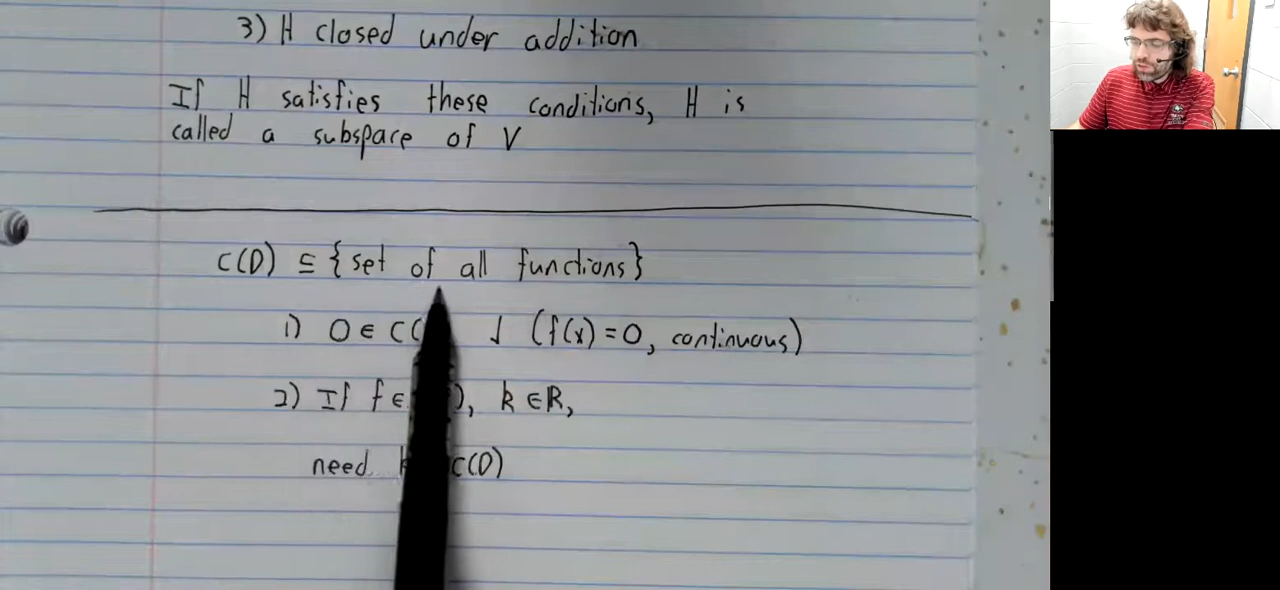 3) H closed under addition
If H satisfies these conditions, H is
called a subspace of V
C(D) ⊆ {set of all functions}
1) 0 ∈ C( ↓ (f(x) = 0, continuous)
2) If f ∈ ), k ∈ ℝ,
need C(D)